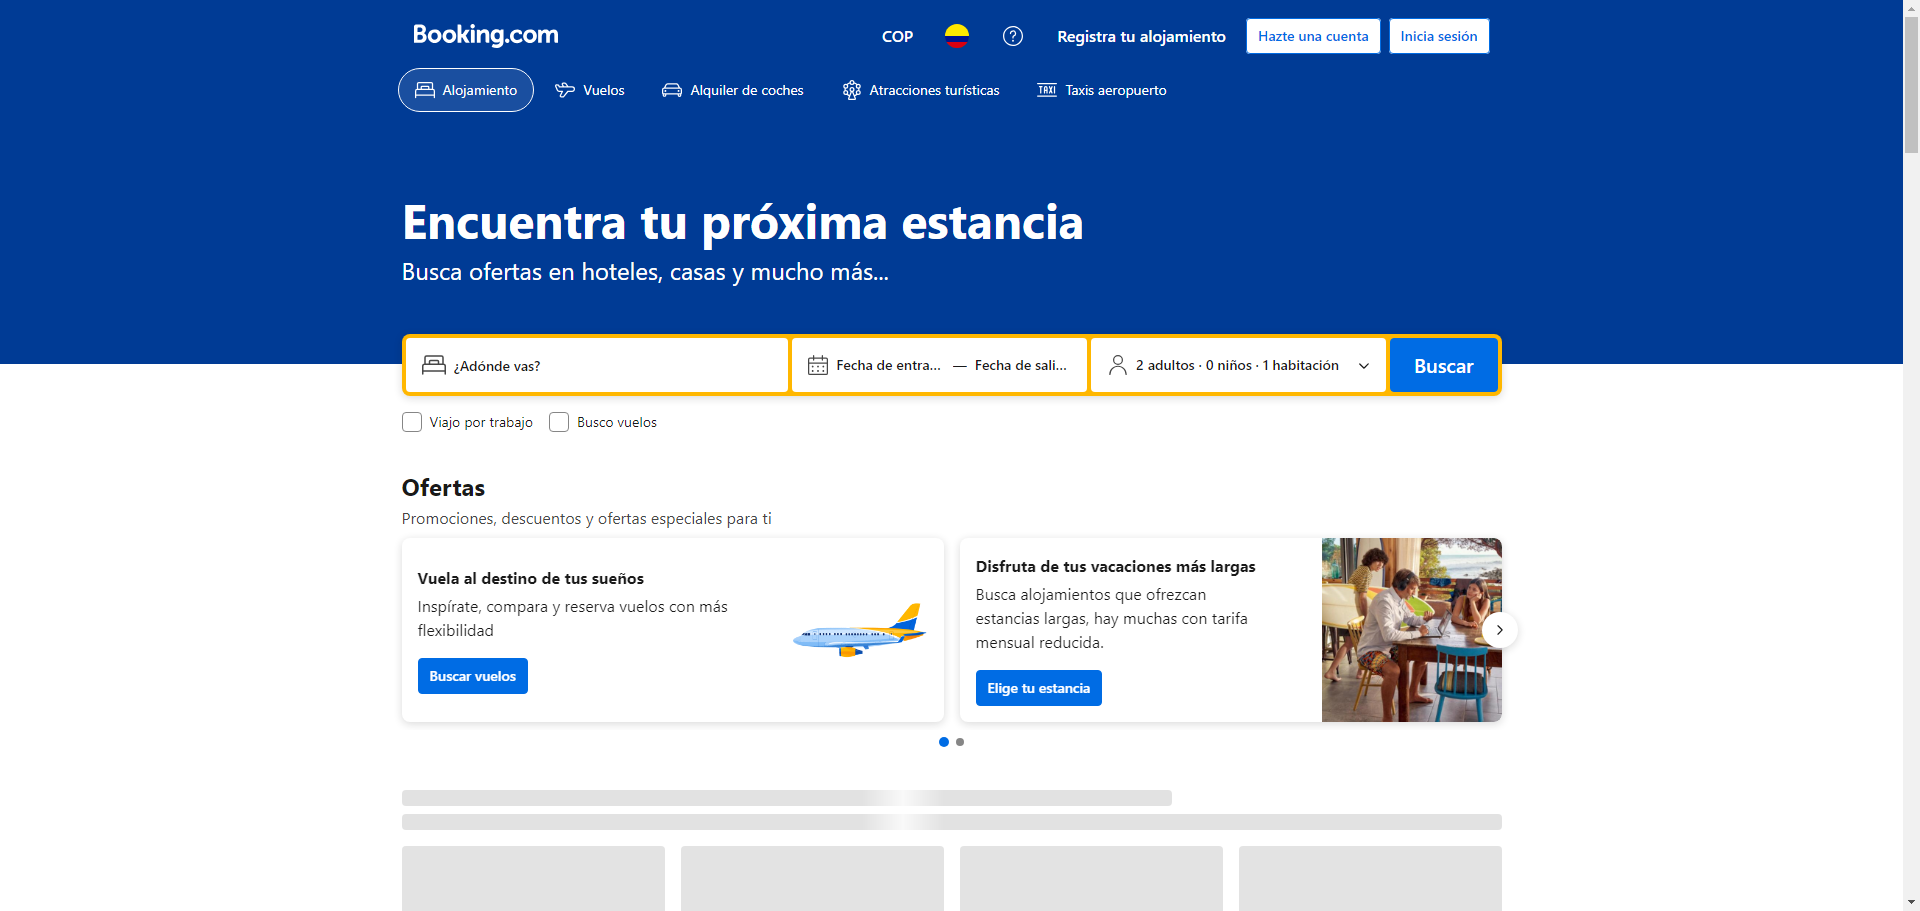 Booking.com
COP
Registra tu alojamiento
Hazte una cuenta
Inicia sesión
Alojamiento
Vuelos
Alquiler de coches
Atracciones turísticas
TAXI
Taxis aeropuerto
Encuentra tu próxima estancia
Busca ofertas en hoteles, casas y mucho más...
¿Adónde vas?
Fecha de entra... — Fecha de sali...
2 adultos · 0 niños · 1 habitación
Buscar
Viajo por trabajo
Busco vuelos
Ofertas
Promociones, descuentos y ofertas especiales para ti
Vuela al destino de tus sueños
Inspírate, compara y reserva vuelos con más
flexibilidad
Buscar vuelos
Disfruta de tus vacaciones más largas
Busca alojamientos que ofrezcan
estancias largas, hay muchas con tarifa
mensual reducida.
Elige tu estancia